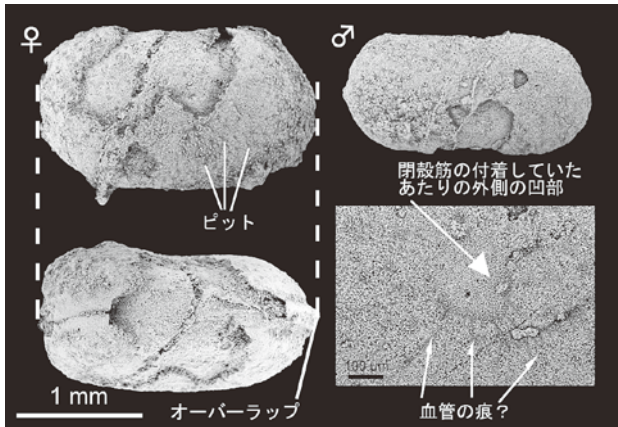 ♀
♂
ピット
閉殻筋の付着していた
あたりの外側の凹部
オーバーラップ
1 mm
100 μm
血管の痕？